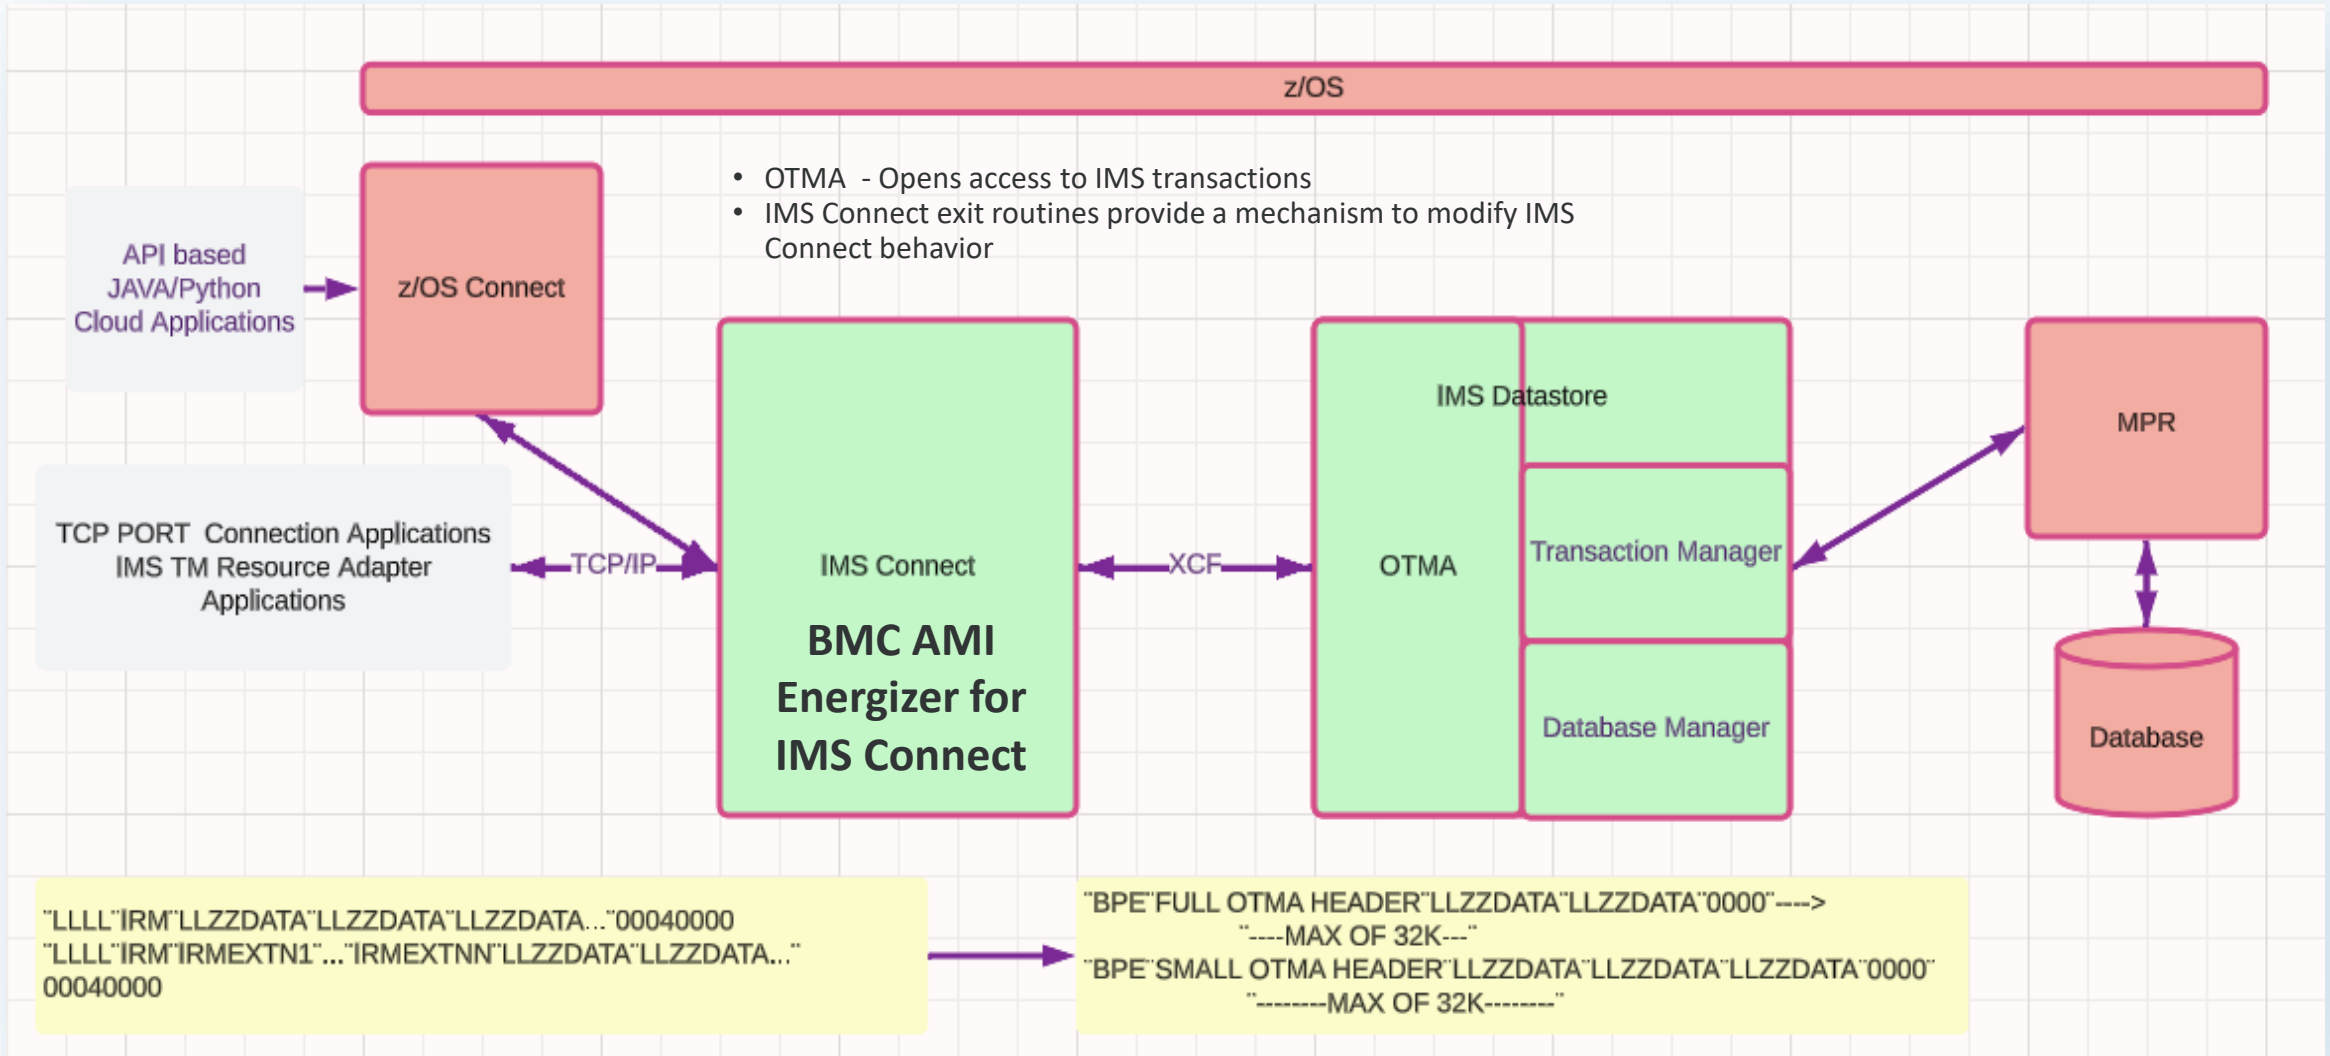 z/OS
• OTMA  - Opens access to IMS transactions
• IMS Connect exit routines provide a mechanism to modify IMS
Connect behavior
API based
JAVA/Python
Cloud Applications
z/OS Connect
TCP PORT  Connection Applications
IMS TM Resource Adapter
Applications
TCP/IP
IMS Connect
BMC AMI
Energizer for
IMS Connect
XCF
IMS Datastore
OTMA
Transaction Manager
Database Manager
MPR
Database
¨LLLL¨IRM¨LLZZDATA¨LLZZDATA¨LLZZDATA...¨00040000
¨LLLL¨IRM¨IRMEXTN1¨...¨IRMEXTNN¨LLZZDATA¨LLZZDATA...¨
00040000
¨BPE¨FULL OTMA HEADER¨LLZZDATA¨LLZZDATA¨0000¨---->
¨----MAX OF 32K---¨
¨BPE¨SMALL OTMA HEADER¨LLZZDATA¨LLZZDATA¨LLZZDATA¨0000¨
¨--------MAX OF 32K--------¨